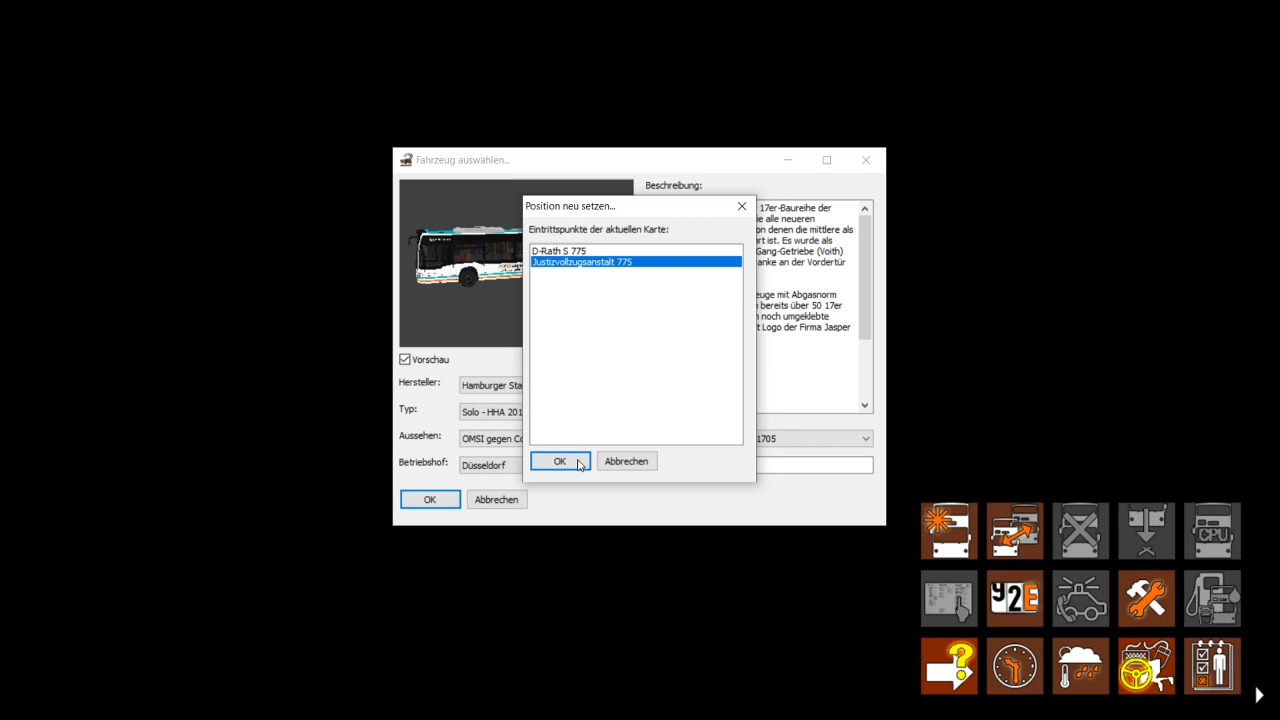 Fahrzeug auswählen...
Beschreibung:
Position neu setzen...
Eintrittspunkte der aktuellen Karte:
D-Rath S 775
Justizvollzugsanstalt 775
17er-Baureihe der
ie alle neueren
on denen die mittlere als
rt ist. Es wurde als
Gang-Getriebe (Voith)
anke an der Vordertür
euge mit Abgasnorm
bereits über 50 17er
noch umgeklebte
t Logo der Firma Jasper
Vorschau
Hersteller:
Hamburger Sta
Typ:
Solo - HHA 201
Aussehen:
OMSI gegen Co
1705
Betriebshof:
Düsseldorf
OK
Abbrechen
OK
Abbrechen
CPU
92E
?